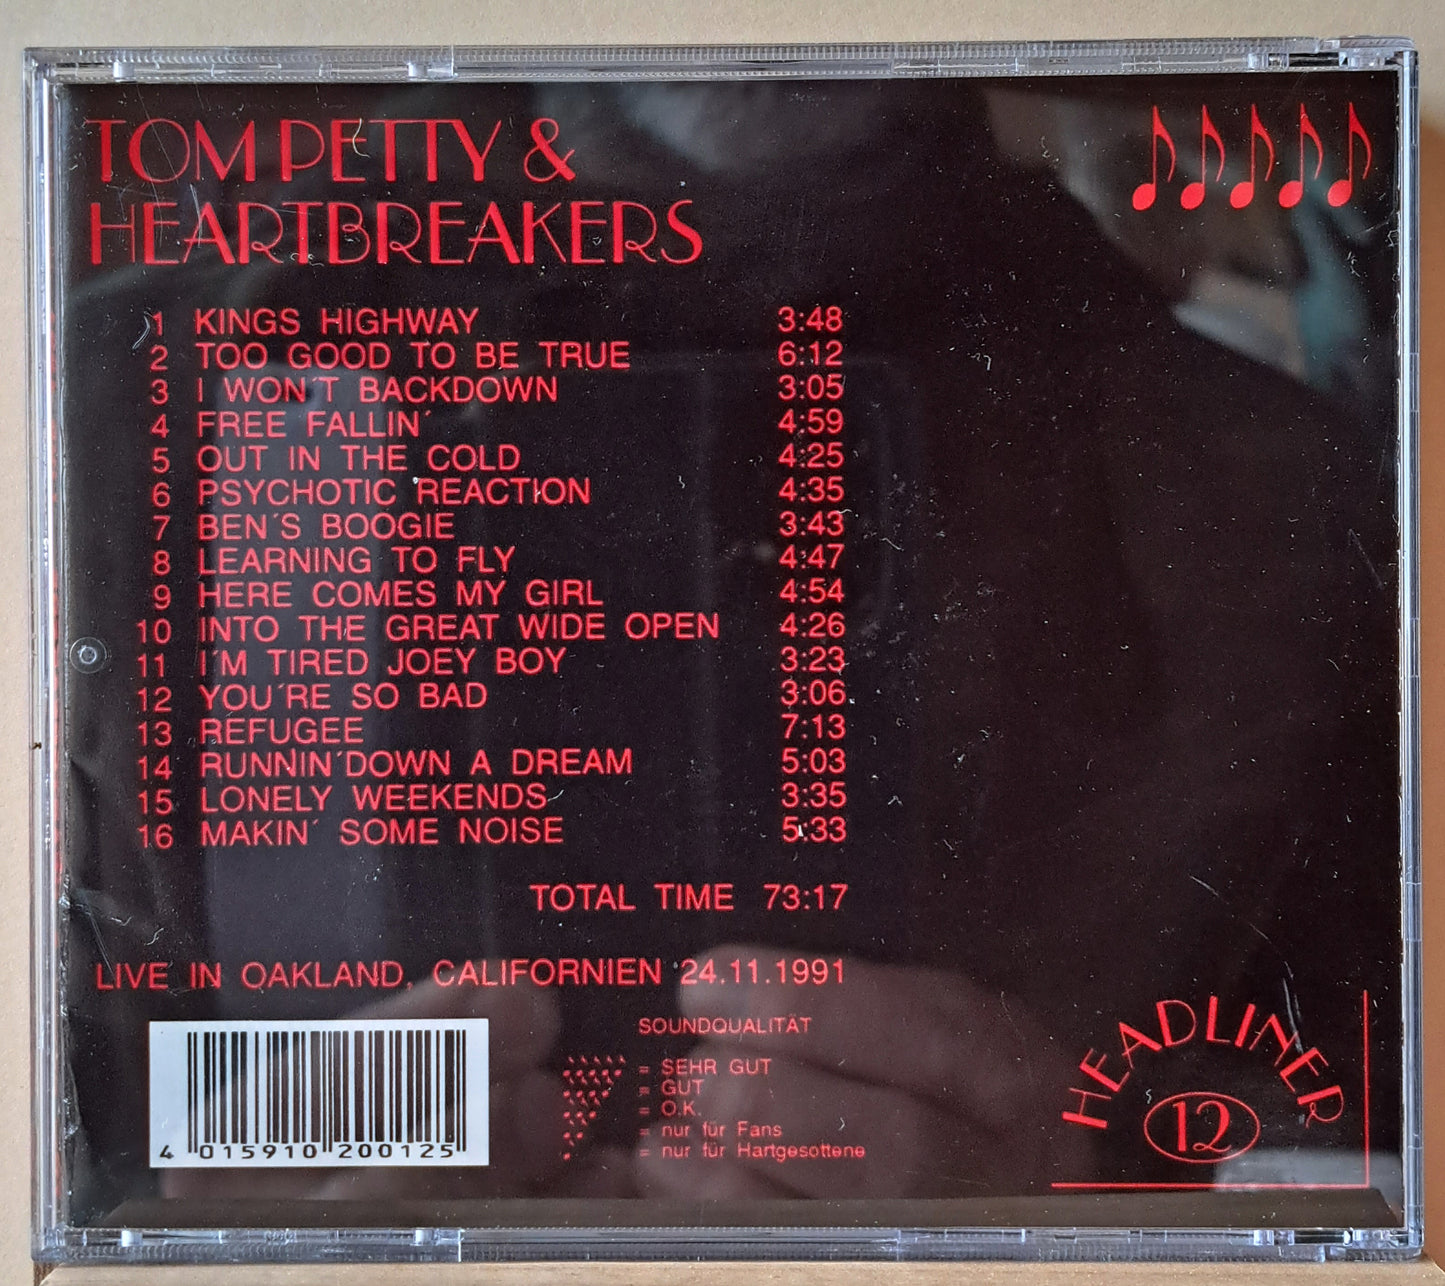 TOM PETTY &
HEARTBREAKERS
1 KINGS HIGHWAY 3:48
2 TOO GOOD TO BE TRUE 6:12
3 I WON´T BACKDOWN 3:05
4 FREE FALLIN´ 4:59
5 OUT IN THE COLD 4:25
6 PSYCHOTIC REACTION 4:35
7 BEN´S BOOGIE 3:43
8 LEARNING TO FLY 4:47
9 HERE COMES MY GIRL 4:54
10 INTO THE GREAT WIDE OPEN 4:26
11 I´M TIRED JOEY BOY 3:23
12 YOU´RE SO BAD 3:06
13 REFUGEE 7:13
14 RUNNIN´DOWN A DREAM 5:03
15 LONELY WEEKENDS 3:35
16 MAKIN´ SOME NOISE 5:33
TOTAL TIME 73:17
LIVE IN OAKLAND, CALIFORNIEN 24.11.1991
SOUNDQUALITÄT
= SEHR GUT
= GUT
= O.K.
= nur für Fans
= nur für Hartgesottene
4 015910 200125
HEADLINER
12